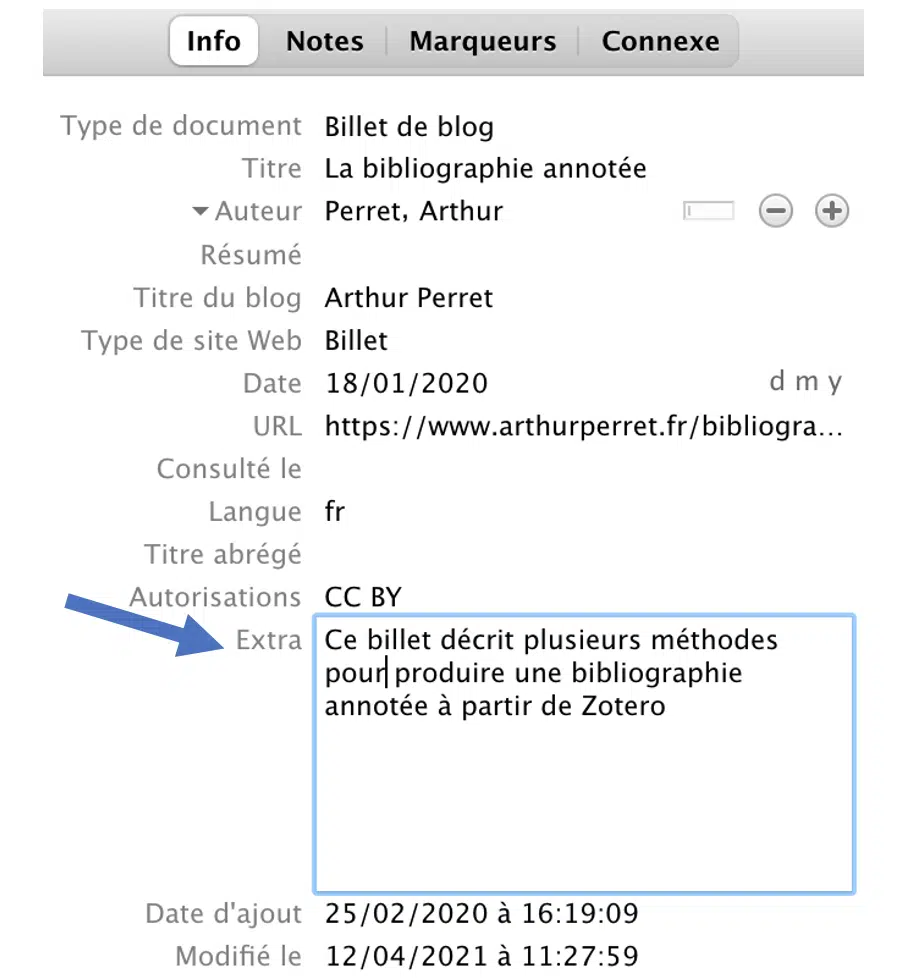 Info Notes Marqueurs Connexe
Type de document Billet de blog
Titre La bibliographie annotée
Auteur Perret, Arthur
Résumé
Titre du blog Arthur Perret
Type de site Web Billet
Date 18/01/2020 d m y
URL https://www.arthurperret.fr/bibliogra...
Consulté le
Langue fr
Titre abrégé
Autorisations CC BY
Extra Ce billet décrit plusieurs méthodes
pour produire une bibliographie
annotée à partir de Zotero
Date d'ajout 25/02/2020 à 16:19:09
Modifié le 12/04/2021 à 11:27:59